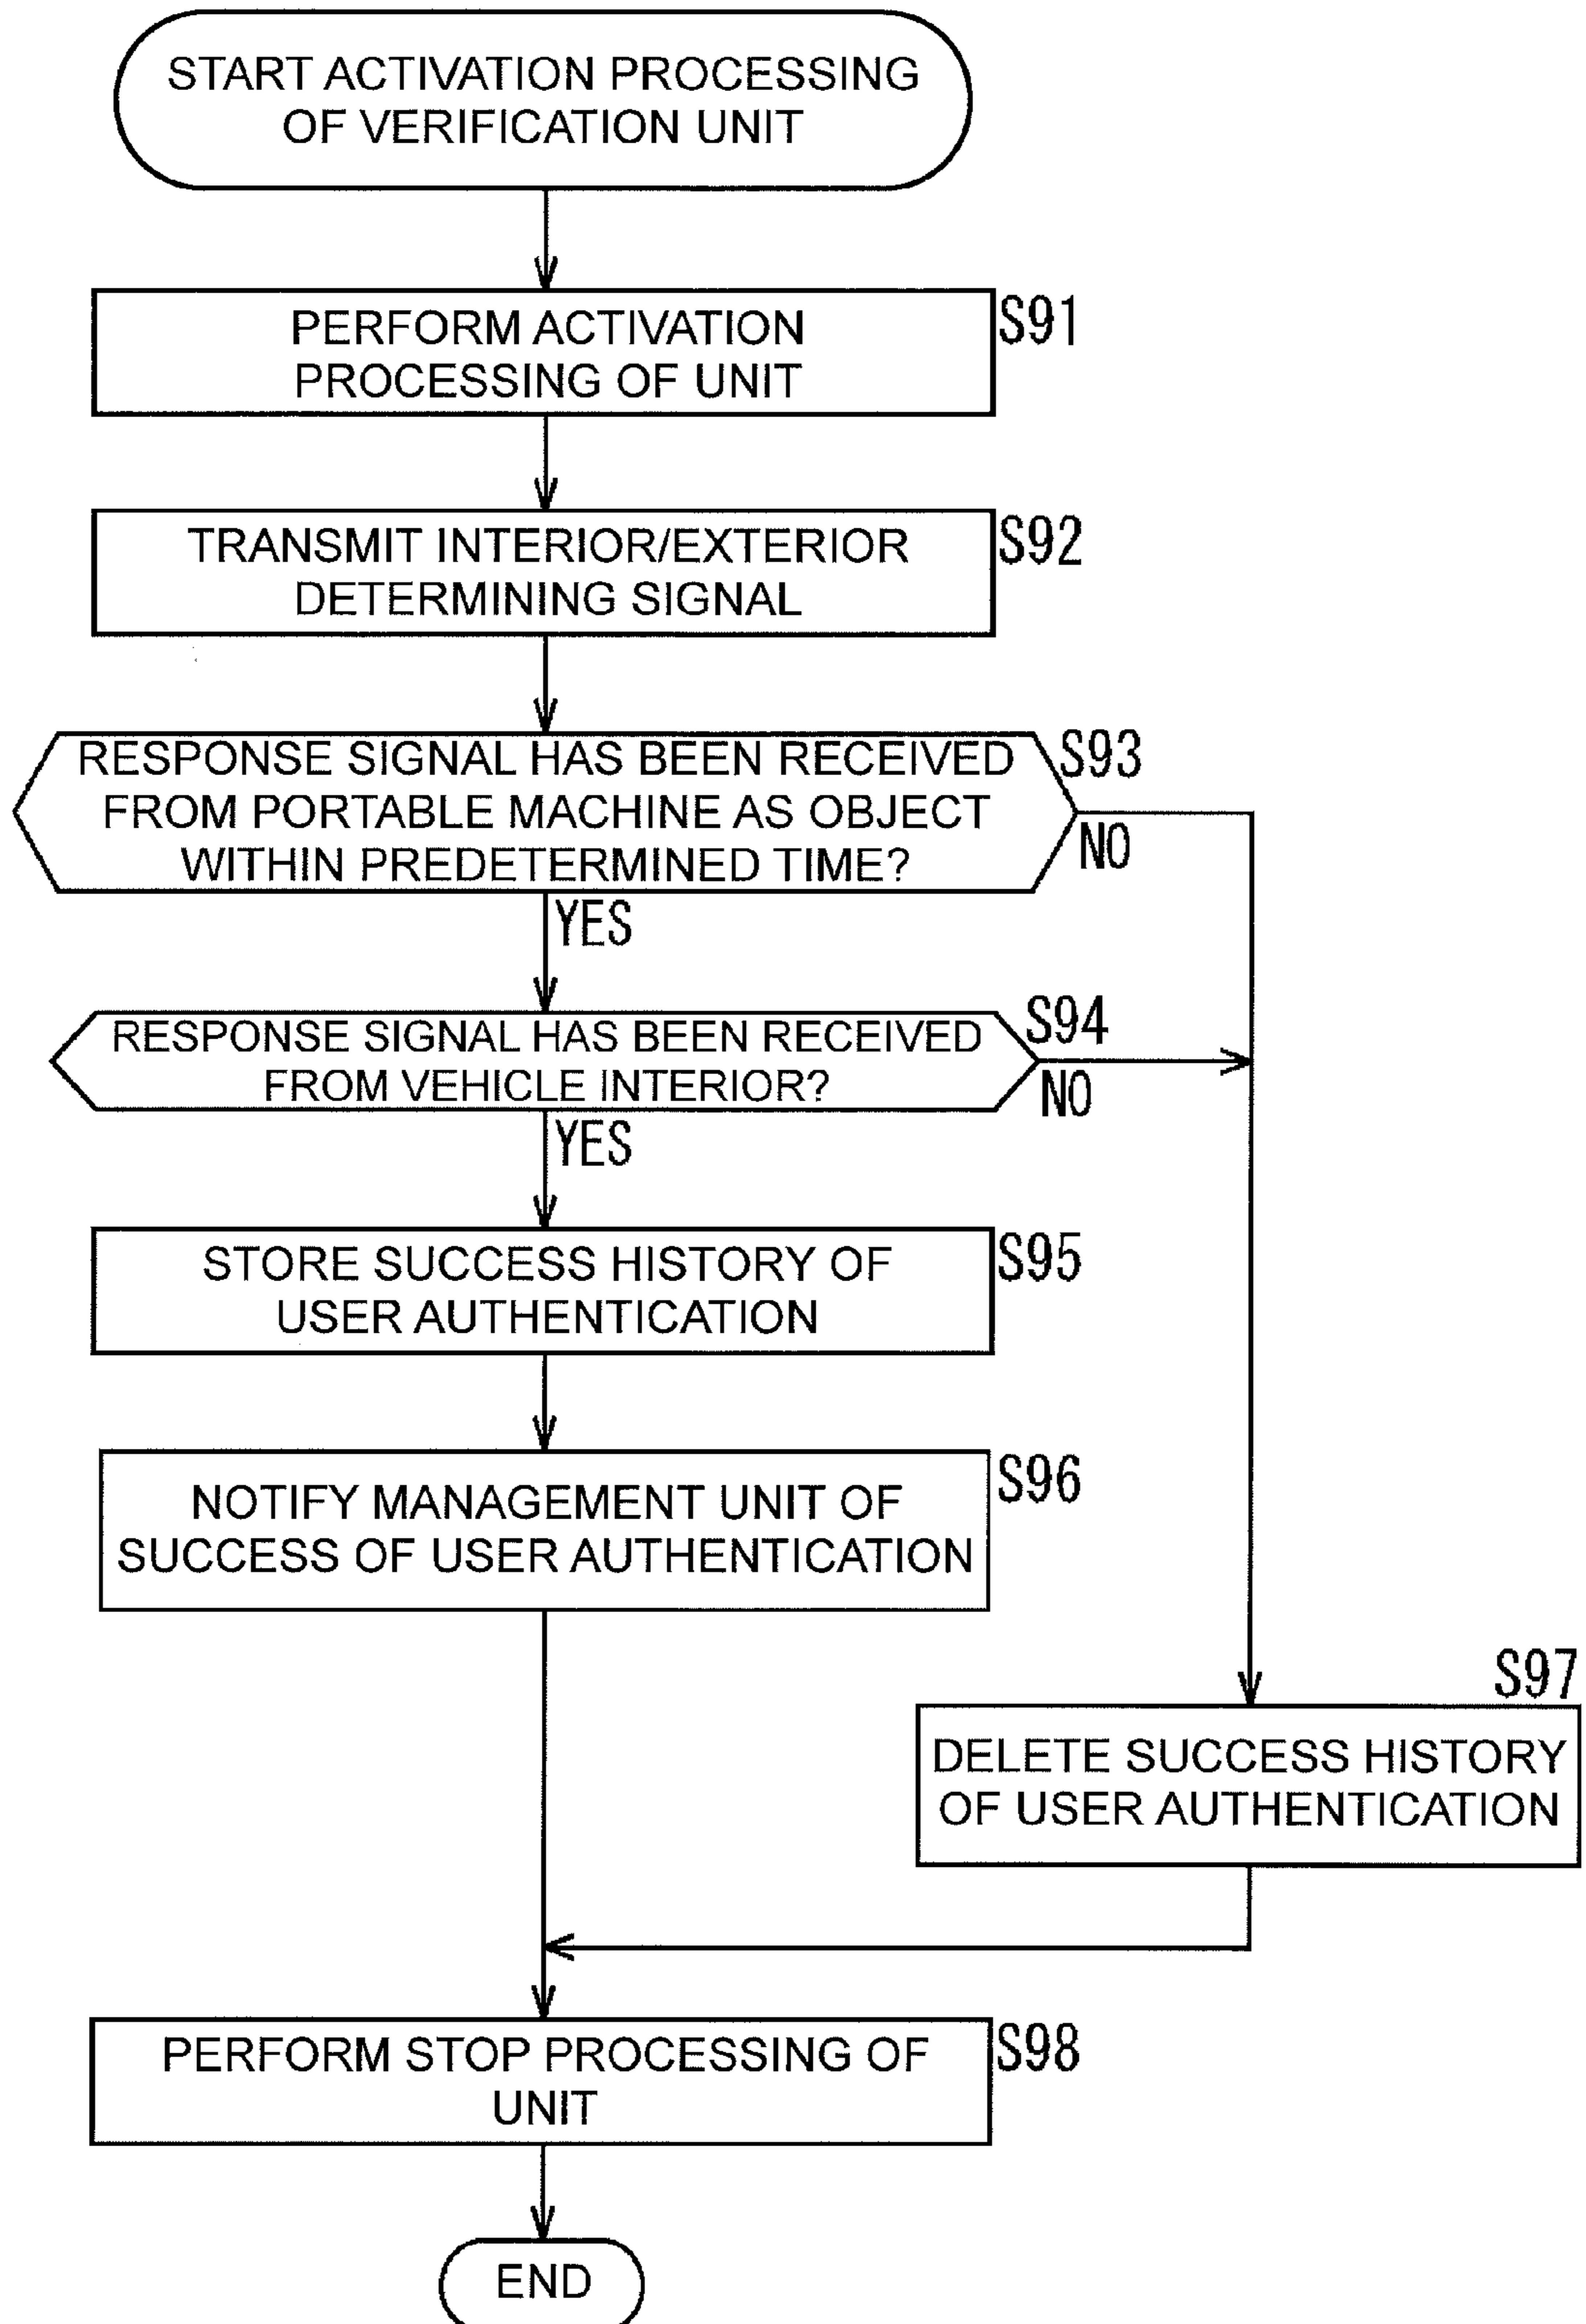 START ACTIVATION PROCESSING
OF VERIFICATION UNIT
PERFORM ACTIVATION
PROCESSING OF UNIT
S91
TRANSMIT INTERIOR/EXTERIOR
DETERMINING SIGNAL
S92
RESPONSE SIGNAL HAS BEEN RECEIVED
FROM PORTABLE MACHINE AS OBJECT
WITHIN PREDETERMINED TIME?
S93
NO
YES
RESPONSE SIGNAL HAS BEEN RECEIVED
FROM VEHICLE INTERIOR?
S94
NO
YES
STORE SUCCESS HISTORY OF
USER AUTHENTICATION
S95
NOTIFY MANAGEMENT UNIT OF
SUCCESS OF USER AUTHENTICATION
S96
S97
DELETE SUCCESS HISTORY
OF USER AUTHENTICATION
PERFORM STOP PROCESSING OF
UNIT
S98
END